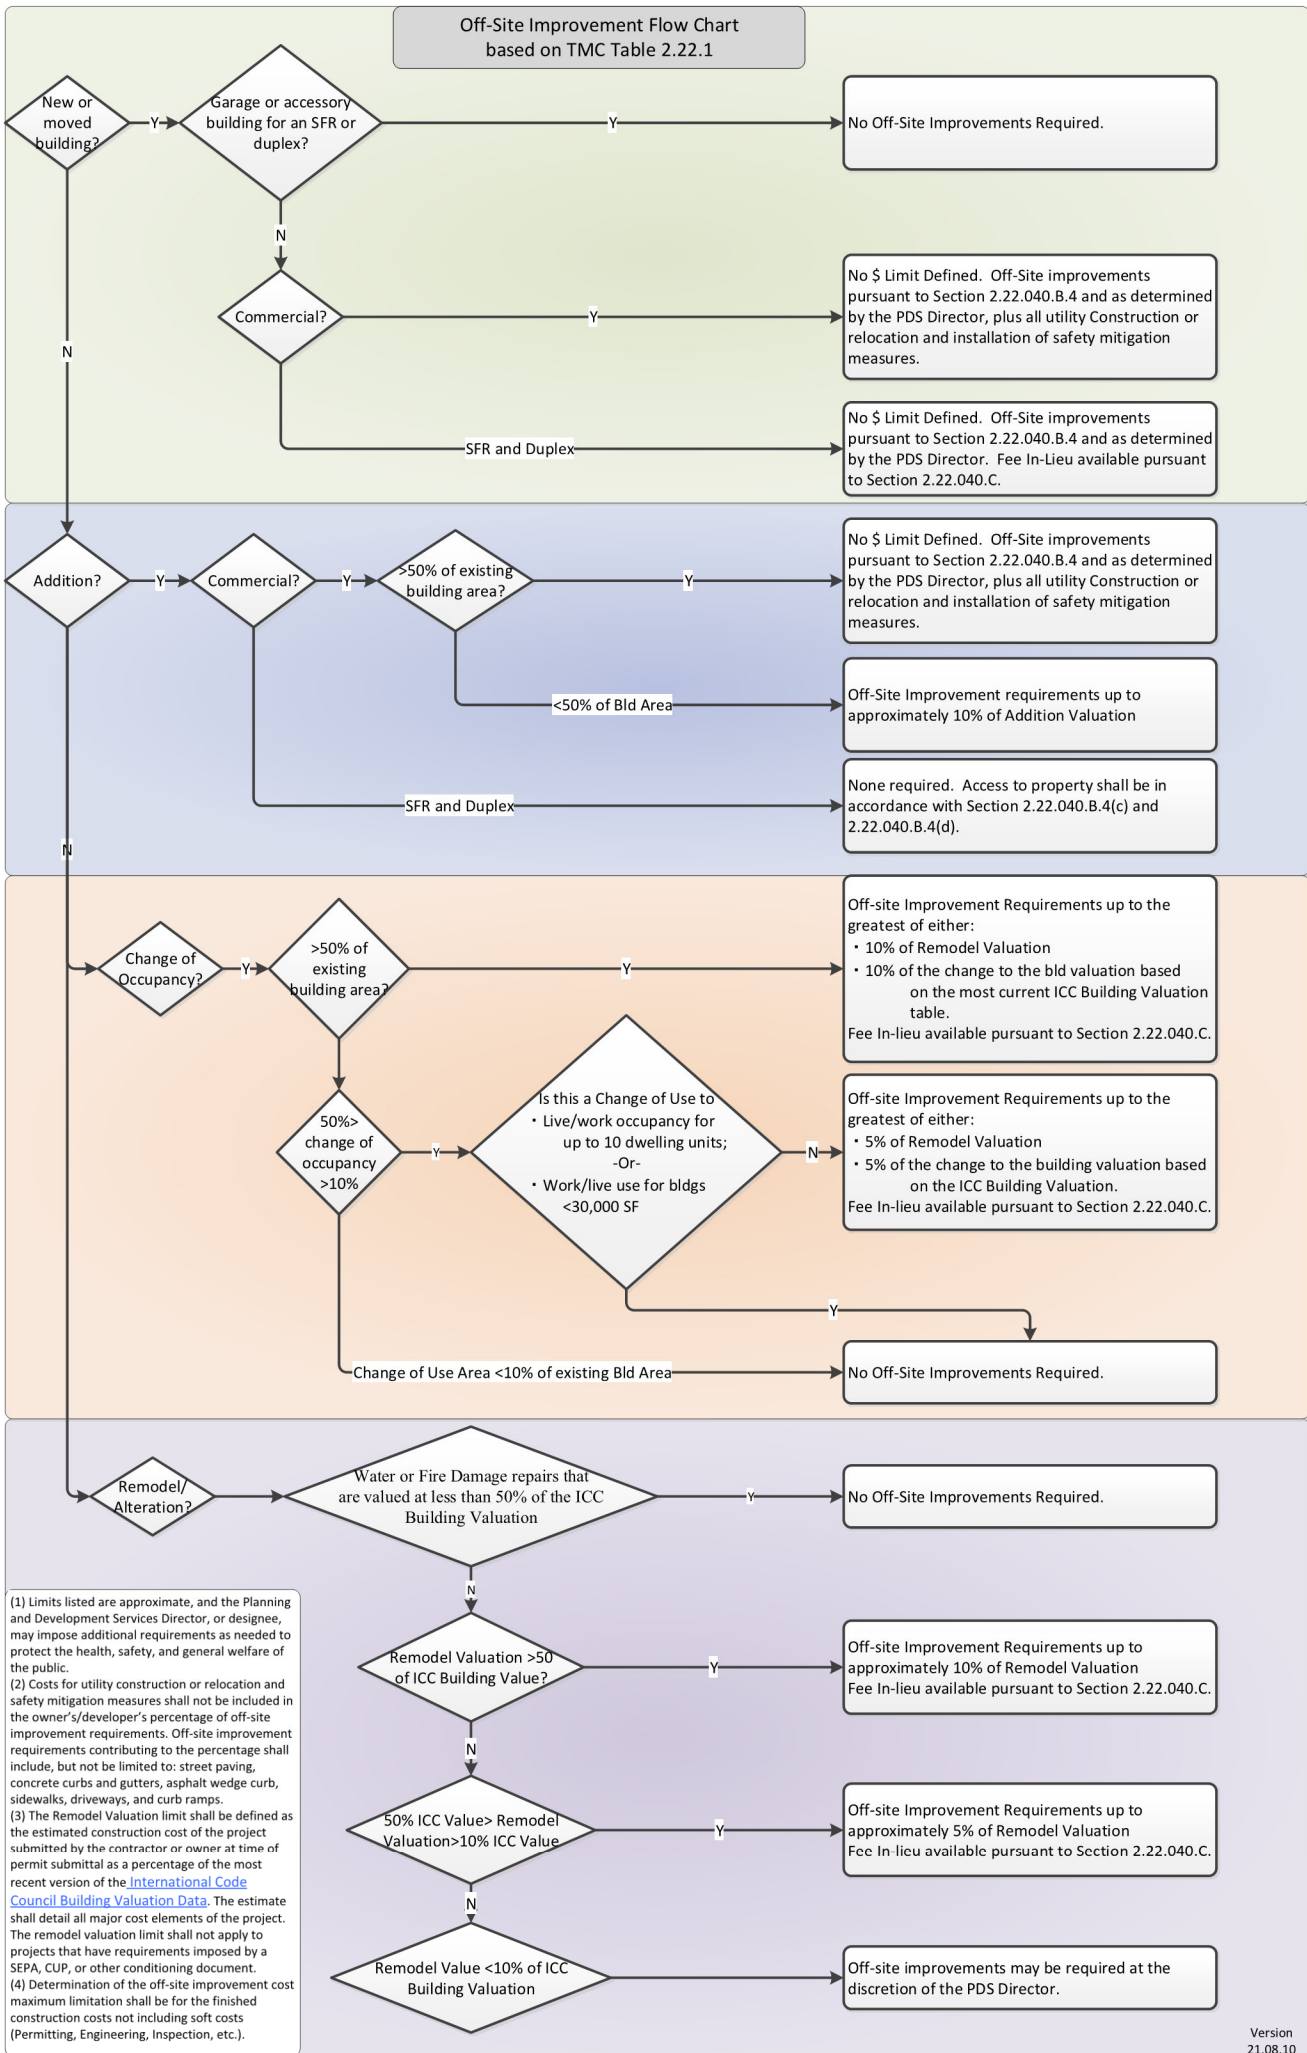 Off-Site Improvement Flow Chart
based on TMC Table 2.22.1
New or
moved
building?
Y
Garage or accessory
building for an SFR or
duplex?
Y
No Off-Site Improvements Required.
N
N
Commercial?
Y
No $ Limit Defined.  Off-Site improvements
pursuant to Section 2.22.040.B.4 and as determined
by the PDS Director, plus all utility Construction or
relocation and installation of safety mitigation
measures.
SFR and Duplex
No $ Limit Defined.  Off-Site improvements
pursuant to Section 2.22.040.B.4 and as determined
by the PDS Director.  Fee In-Lieu available pursuant
to Section 2.22.040.C.
Addition?
Y
Commercial?
Y
>50% of existing
building area?
Y
No $ Limit Defined.  Off-Site improvements
pursuant to Section 2.22.040.B.4 and as determined
by the PDS Director, plus all utility Construction or
relocation and installation of safety mitigation
measures.
<50% of Bld Area
Off-Site Improvement requirements up to
approximately 10% of Addition Valuation
SFR and Duplex
None required.  Access to property shall be in
accordance with Section 2.22.040.B.4(c) and
2.22.040.B.4(d).
N
Change of
Occupancy?
Y
>50% of
existing
building area?
Y
Off-site Improvement Requirements up to the
greatest of either:
· 10% of Remodel Valuation
· 10% of the change to the bld valuation based
on the most current ICC Building Valuation
table.
Fee In-lieu available pursuant to Section 2.22.040.C.
50%>
change of
occupancy
>10%
Y
Is this a Change of Use to
· Live/work occupancy for
up to 10 dwelling units;
-Or-
· Work/live use for bldgs
<30,000 SF
N
Off-site Improvement Requirements up to the
greatest of either:
· 5% of Remodel Valuation
· 5% of the change to the building valuation based
on the ICC Building Valuation.
Fee In-lieu available pursuant to Section 2.22.040.C.
Y
Change of Use Area <10% of existing Bld Area
No Off-Site Improvements Required.
Remodel/
Alteration?
Water or Fire Damage repairs that
are valued at less than 50% of the ICC
Building Valuation
Y
No Off-Site Improvements Required.
N
Remodel Valuation >50
of ICC Building Value?
Y
Off-site Improvement Requirements up to
approximately 10% of Remodel Valuation
Fee In-lieu available pursuant to Section 2.22.040.C.
N
50% ICC Value> Remodel
Valuation>10% ICC Value
Y
Off-site Improvement Requirements up to
approximately 5% of Remodel Valuation
Fee In-lieu available pursuant to Section 2.22.040.C.
N
Remodel Value <10% of ICC
Building Valuation
Off-site improvements may be required at the
discretion of the PDS Director.
(1) Limits listed are approximate, and the Planning
and Development Services Director, or designee,
may impose additional requirements as needed to
protect the health, safety, and general welfare of
the public.
(2) Costs for utility construction or relocation and
safety mitigation measures shall not be included in
the owner's/developer's percentage of off-site
improvement requirements. Off-site improvement
requirements contributing to the percentage shall
include, but not be limited to: street paving,
concrete curbs and gutters, asphalt wedge curb,
sidewalks, driveways, and curb ramps.
(3) The Remodel Valuation limit shall be defined as
the estimated construction cost of the project
submitted by the contractor or owner at time of
permit submittal as a percentage of the most
recent version of the International Code
Council Building Valuation Data. The estimate
shall detail all major cost elements of the project.
The remodel valuation limit shall not apply to
projects that have requirements imposed by a
SEPA, CUP, or other conditioning document.
(4) Determination of the off-site improvement cost
maximum limitation shall be for the finished
construction costs not including soft costs
(Permitting, Engineering, Inspection, etc.).
Version
21.08.10